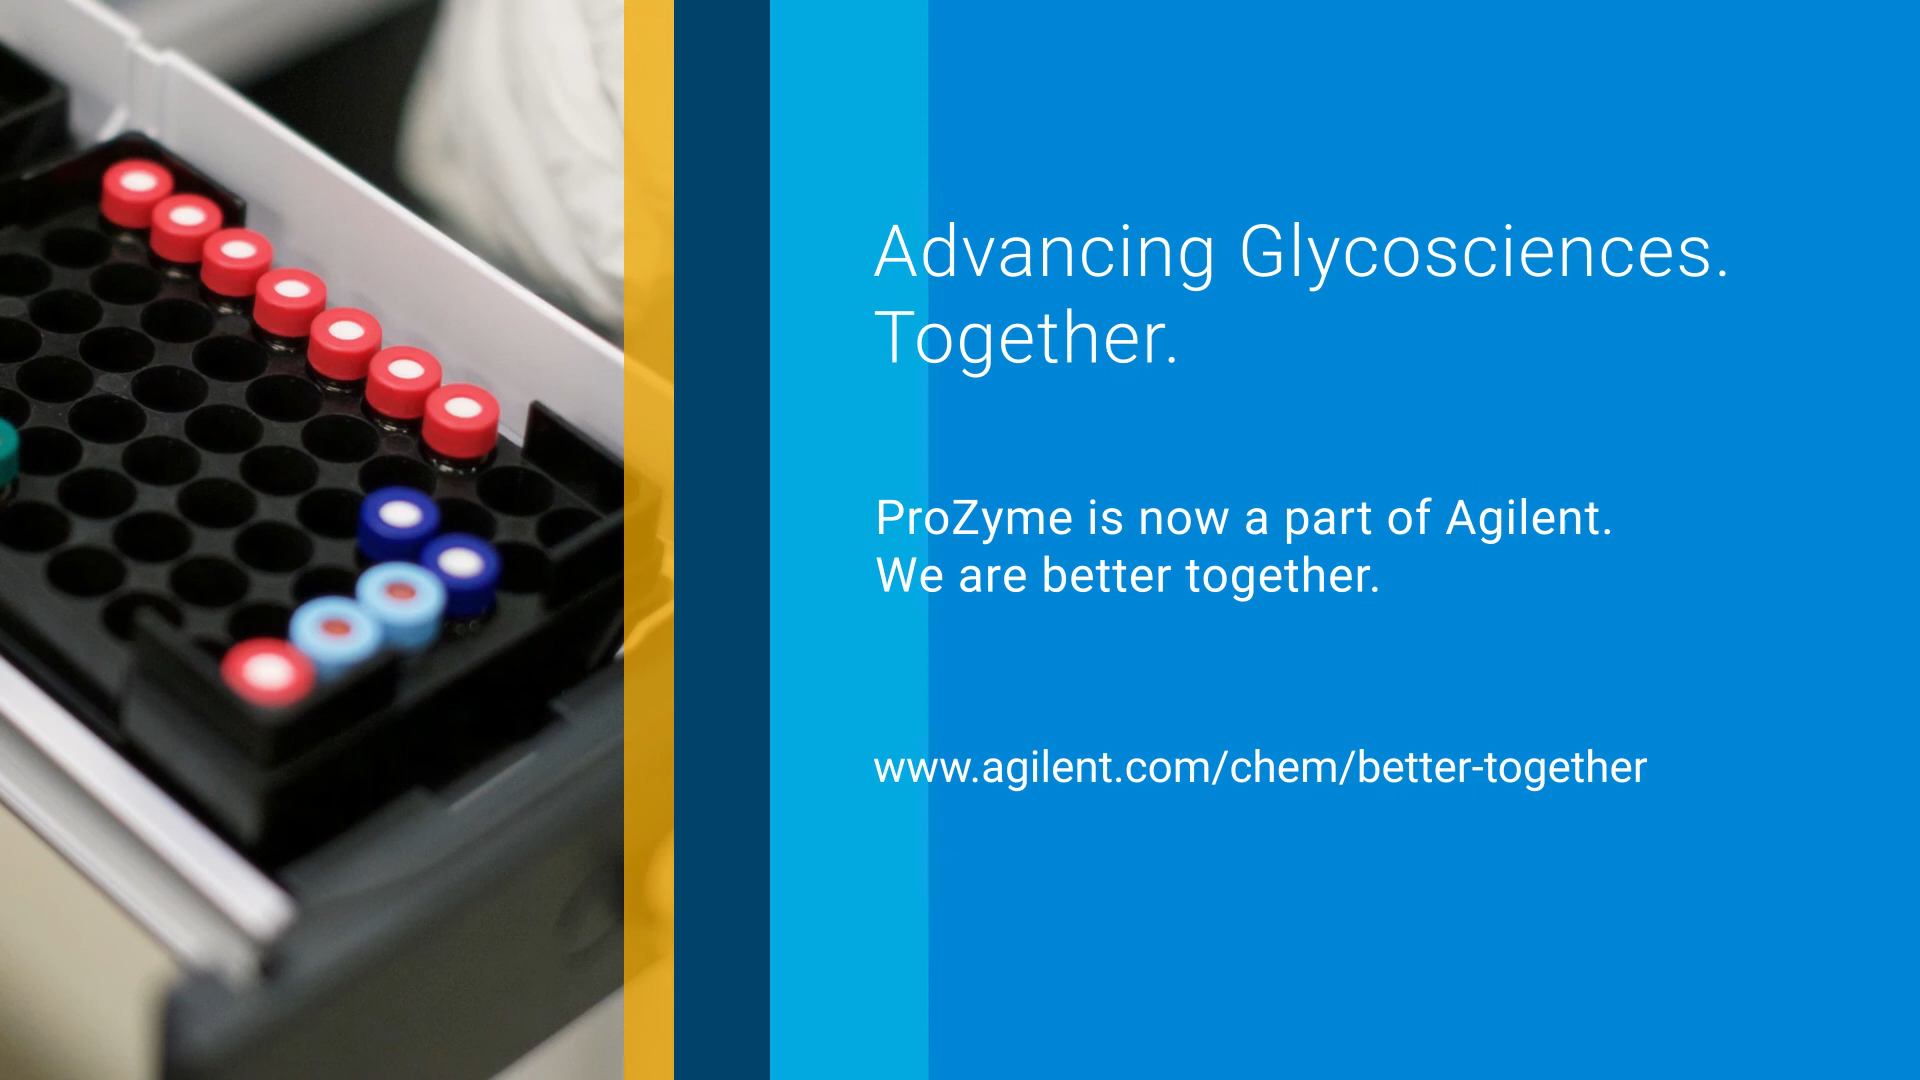 Advancing Glycosciences.
Together.
ProZyme is now a part of Agilent.
We are better together.
www.agilent.com/chem/better-together